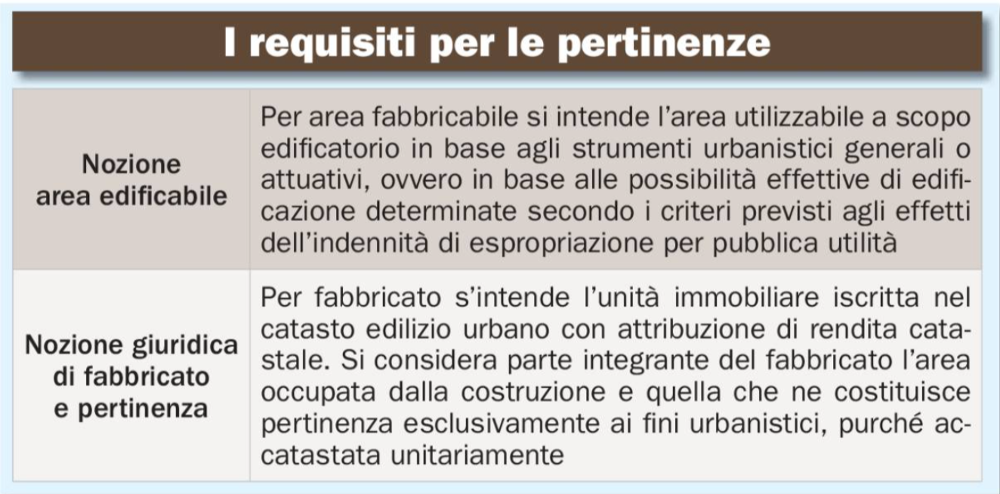 I requisiti per le pertinenze
Nozione
area edificabile
Per area fabbricabile si intende l’area utilizzabile a scopo
edificatorio in base agli strumenti urbanistici generali o
attuativi, ovvero in base alle possibilità effettive di edifi-
cazione determinate secondo i criteri previsti agli effetti
dell’indennità di espropriazione per pubblica utilità
Nozione giuridica
di fabbricato
e pertinenza
Per fabbricato s’intende l’unità immobiliare iscritta nel
catasto edilizio urbano con attribuzione di rendita cata-
stale. Si considera parte integrante del fabbricato l’area
occupata dalla costruzione e quella che ne costituisce
pertinenza esclusivamente ai fini urbanistici, purché ac-
catastata unitariamente